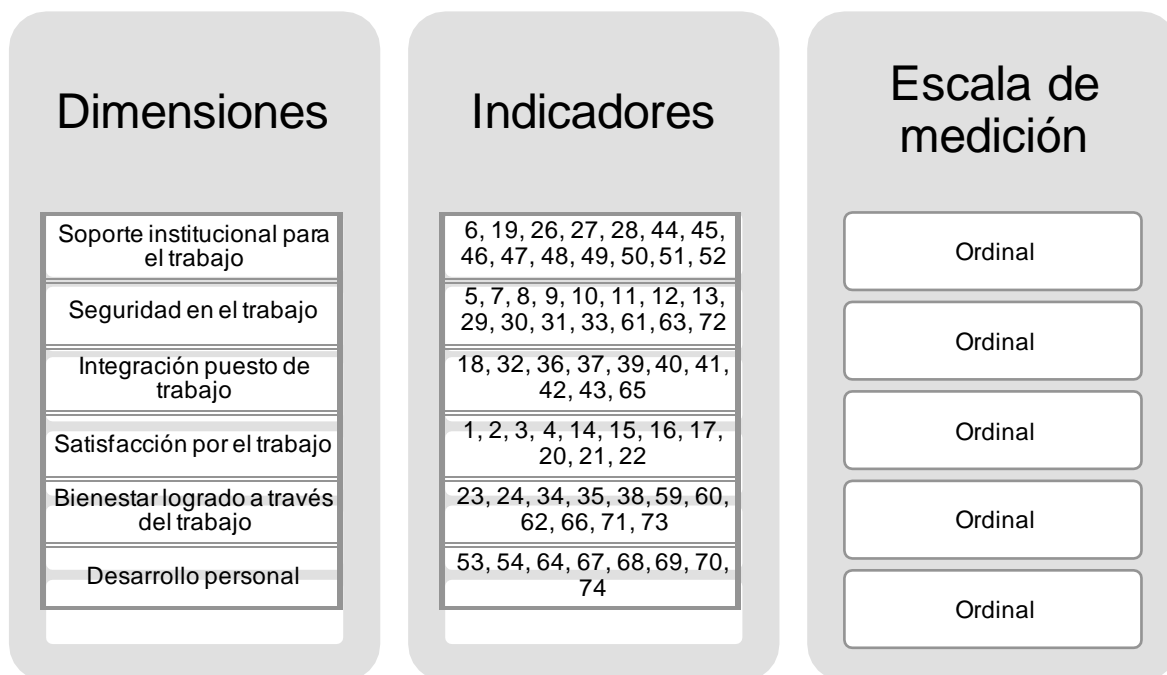 Dimensiones
Soporte institucional para
el trabajo
Seguridad en el trabajo
Integración puesto de
trabajo
Satisfacción por el trabajo
Bienestar logrado a través
del trabajo
Desarrollo personal
Indicadores
6, 19, 26, 27, 28, 44, 45,
46, 47, 48, 49, 50, 51, 52
5, 7, 8, 9, 10, 11, 12, 13,
29, 30, 31, 33, 61, 63, 72
18, 32, 36, 37, 39, 40, 41,
42, 43, 65
1, 2, 3, 4, 14, 15, 16, 17,
20, 21, 22
23, 24, 34, 35, 38, 59, 60,
62, 66, 71, 73
53, 54, 64, 67, 68, 69, 70,
74
Escala de
medición
Ordinal
Ordinal
Ordinal
Ordinal
Ordinal